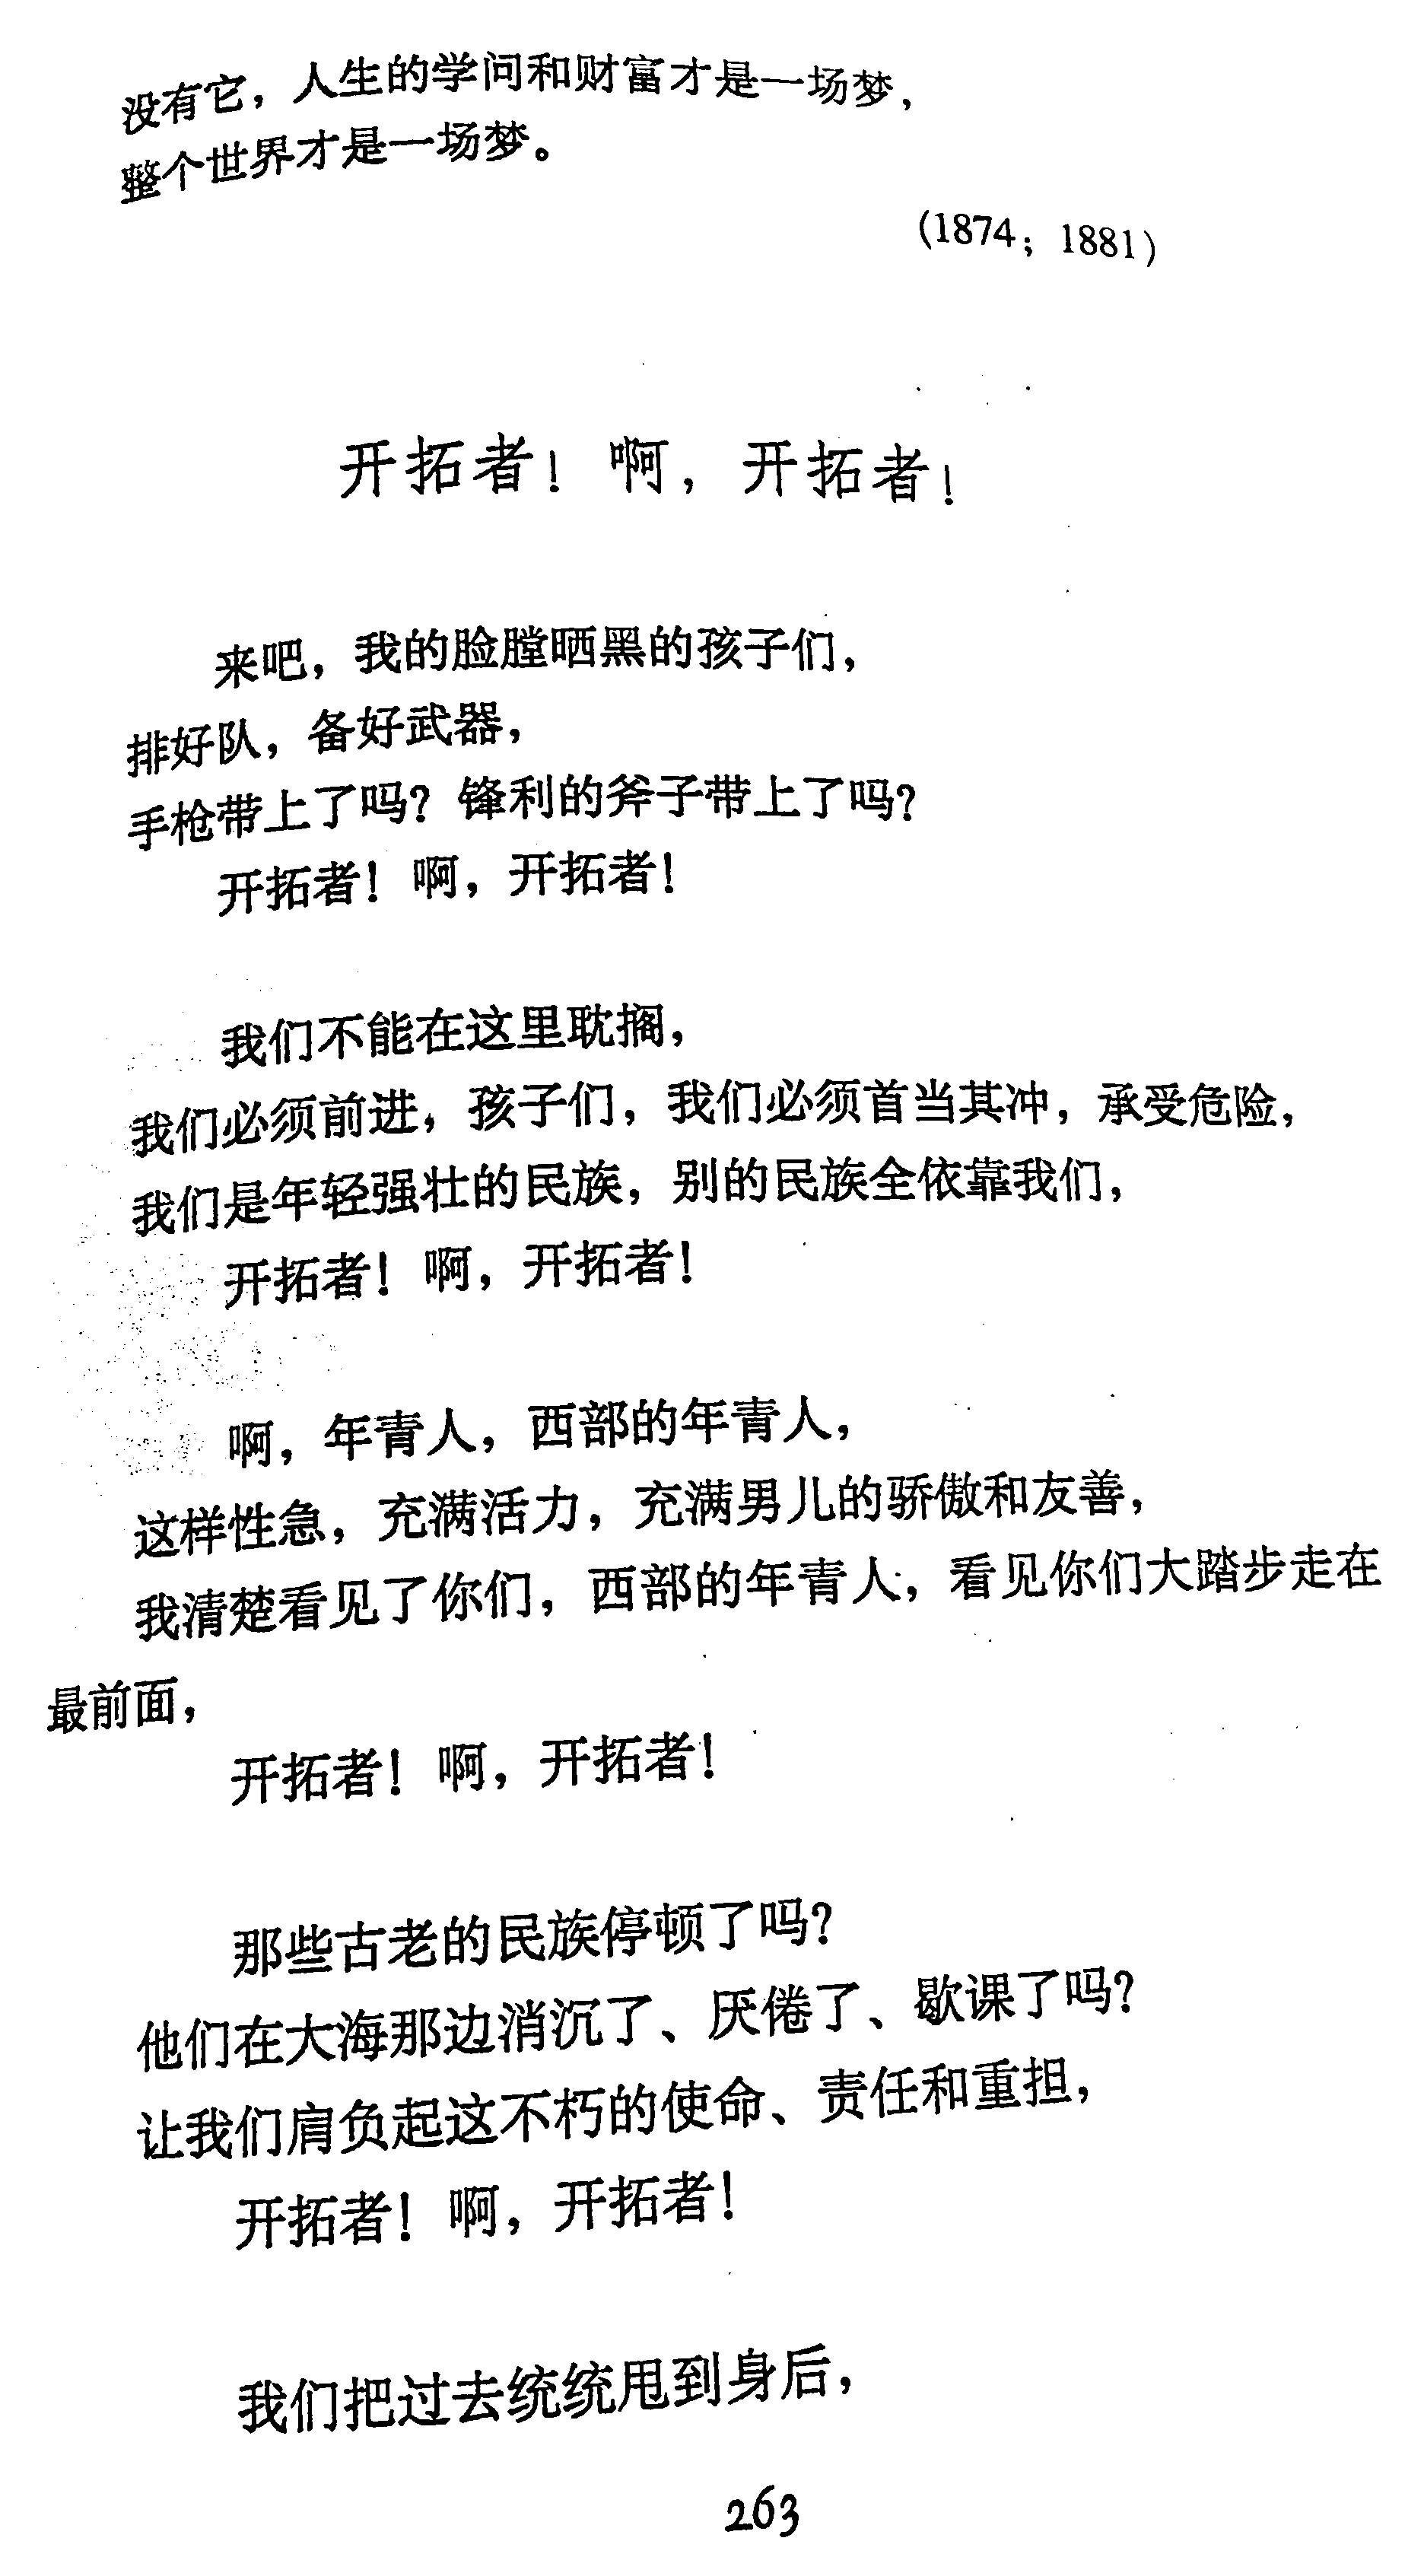 没有它，人生的学问和财富才是一场梦，
整个世界才是一场梦。
（1874；1881）
开拓者！啊，开拓者！
来吧，我的脸膛晒黑的孩子们，
排好队，备好武器，
手枪带上了吗？锋利的斧子带上了吗？
开拓者！啊，开拓者！
我们不能在这里耽搁，
我们必须前进，孩子们，我们必须首当其冲，承受危险，
我们是年轻强壮的民族，别的民族全依靠我们，
开拓者！啊，开拓者！
啊，年青人，西部的年青人，
这样性急，充满活力，充满男儿的骄傲和友善，
我清楚看见了你们，西部的年青人，看见你们大踏步走在
最前面，
开拓者！啊，开拓者！
那些古老的民族停顿了吗？
他们在大海那边消沉了、厌倦了、歇课了吗？
让我们肩负起这不朽的使命、责任和重担，
开拓者！啊，开拓者！
我们把过去统统甩到身后，
263